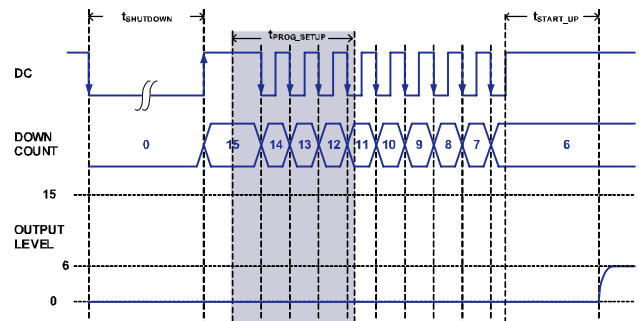 tSHUTDOWN
tPROG_SETUP
tSTART_UP
DC
DOWN COUNT
0 15 14 13 12 11 10 9 8 7 6
15
OUTPUT LEVEL
6
0